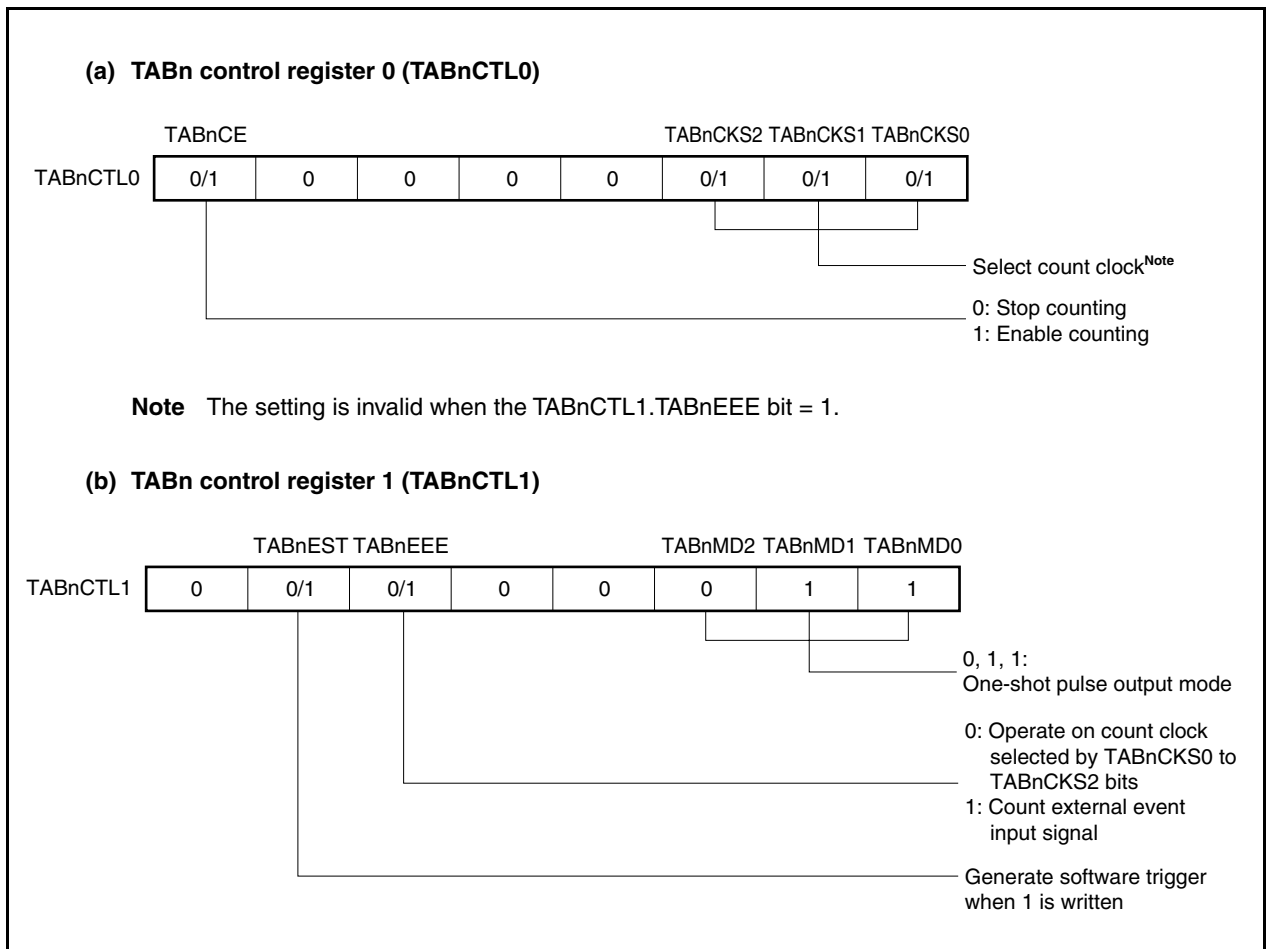 (a) TABn control register 0 (TABnCTL0)
TABnCE TABnCKS2 TABnCKS1 TABnCKS0
TABnCTL0 0/1 0 0 0 0 0/1 0/1 0/1
Select count clockNote
0: Stop counting
1: Enable counting
Note The setting is invalid when the TABnCTL1.TABnEEE bit = 1.
(b) TABn control register 1 (TABnCTL1)
TABnEST TABnEEE TABnMD2 TABnMD1 TABnMD0
TABnCTL1 0 0/1 0/1 0 0 0 1 1
0, 1, 1:
One-shot pulse output mode
0: Operate on count clock
selected by TABnCKS0 to
TABnCKS2 bits
1: Count external event
input signal
Generate software trigger
when 1 is written